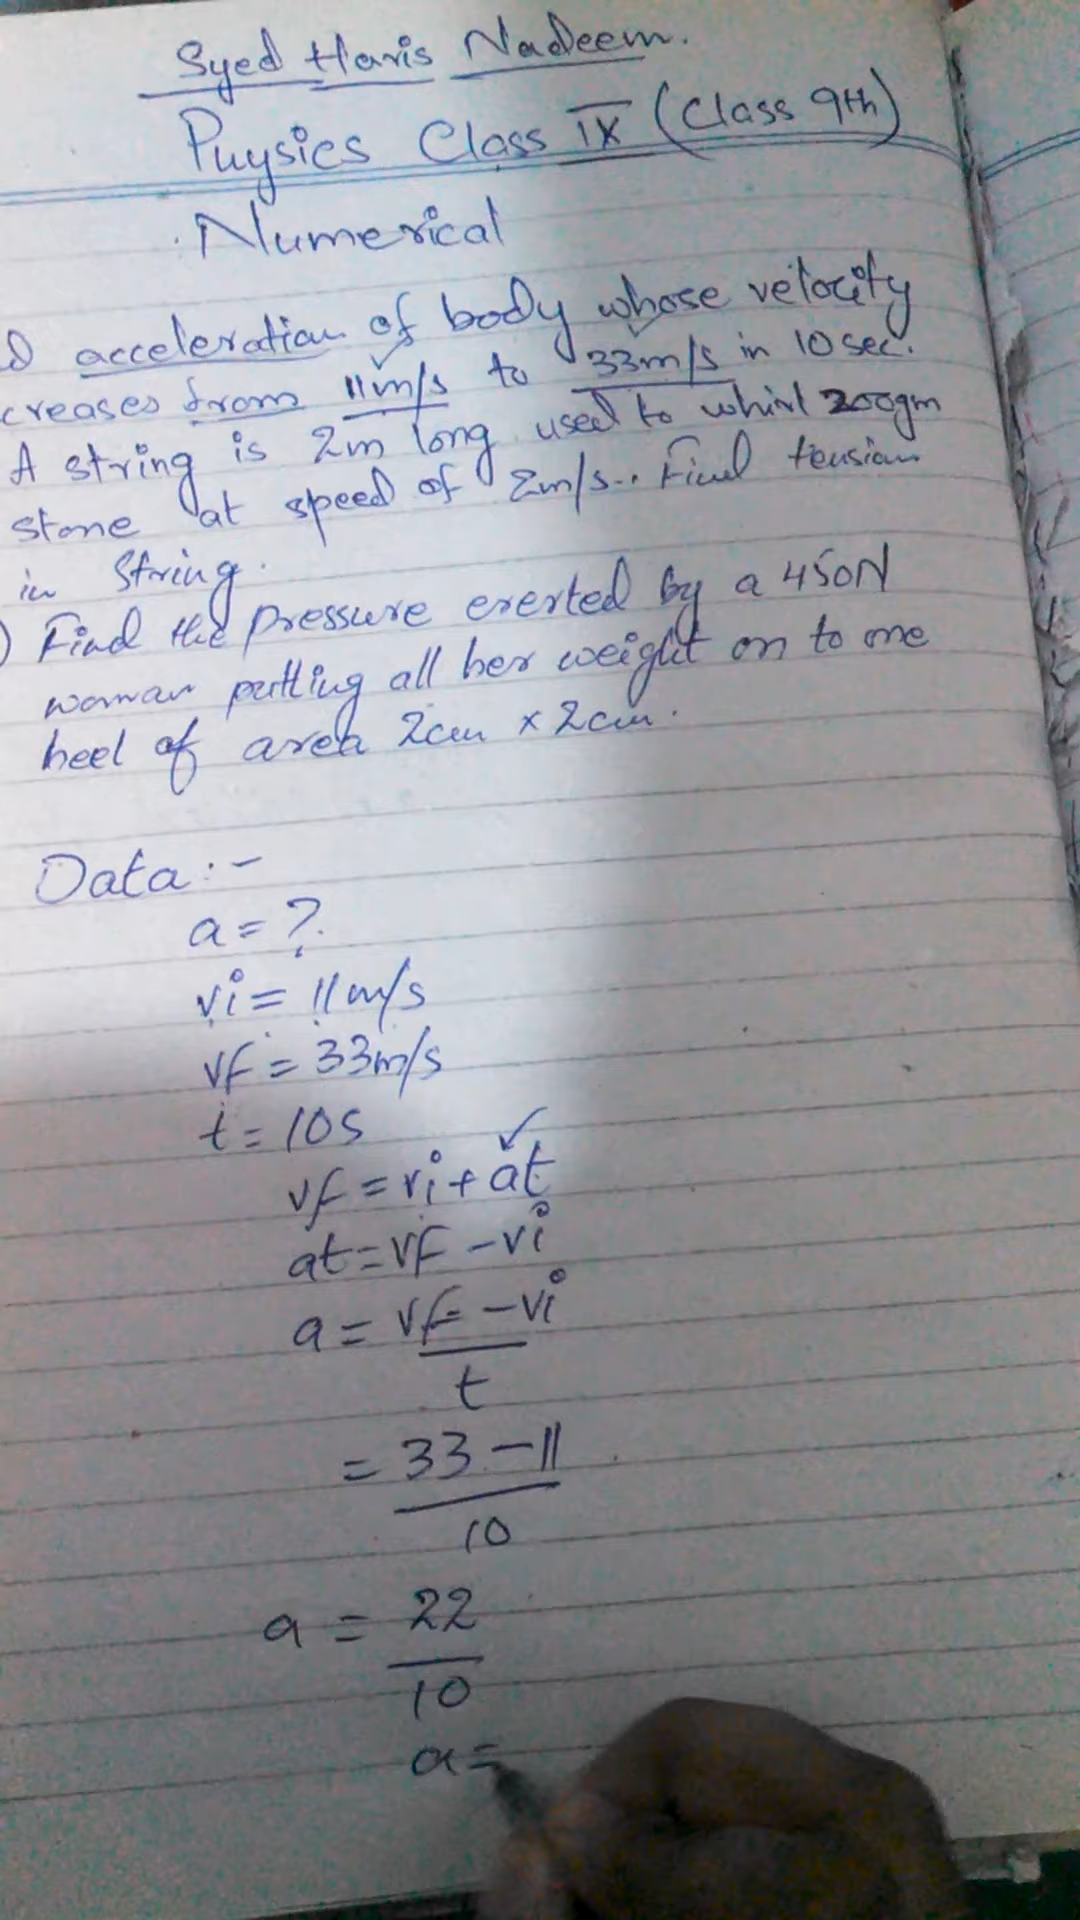 Syed Haris Nadeem.
Physics Class IX (Class 9th)
Numerical
acceleration of body whose velocity
creases from 11m/s to 33m/s in 10 sec.
A string is 2m long used to whirl 200gm
stone at speed of 2m/s.. Find tension
in string.
) Find the pressure exerted by a 450N
woman putting all her weight on to one
heel of area 2cm x 2cm.
Data :-
a = ?
vi = 11m/s
vf = 33m/s
t = 10s
vf = vi + at
at = vf - vi
a = vf - vi
t
= 33 - 11
10
a = 22
10
a =